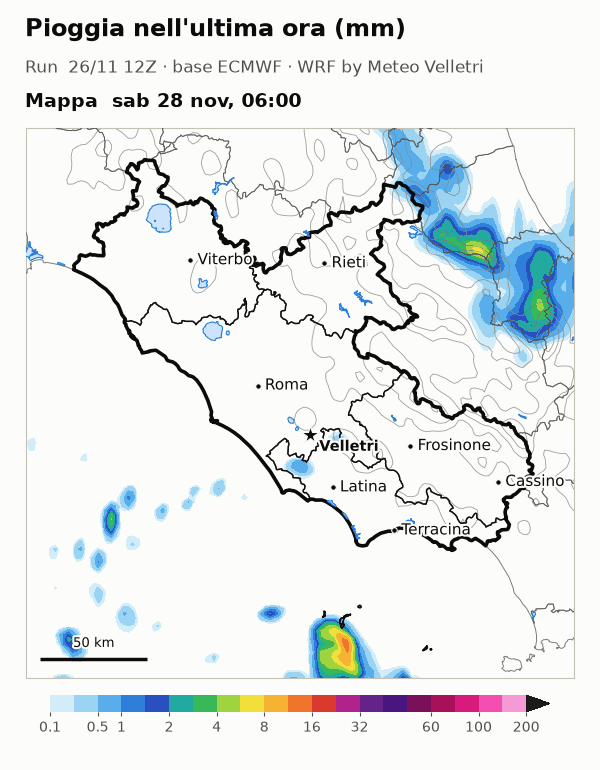 Pioggia nell'ultima ora (mm)
Run  26/11 12Z · base ECMWF · WRF by Meteo Velletri
Mappa  sab 28 nov, 06:00
Viterbo
Rieti
Roma
Velletri
Frosinone
Latina
Cassino
Terracina
50 km
0.1 0.5 1 2 4 8 16 32 60 100 200